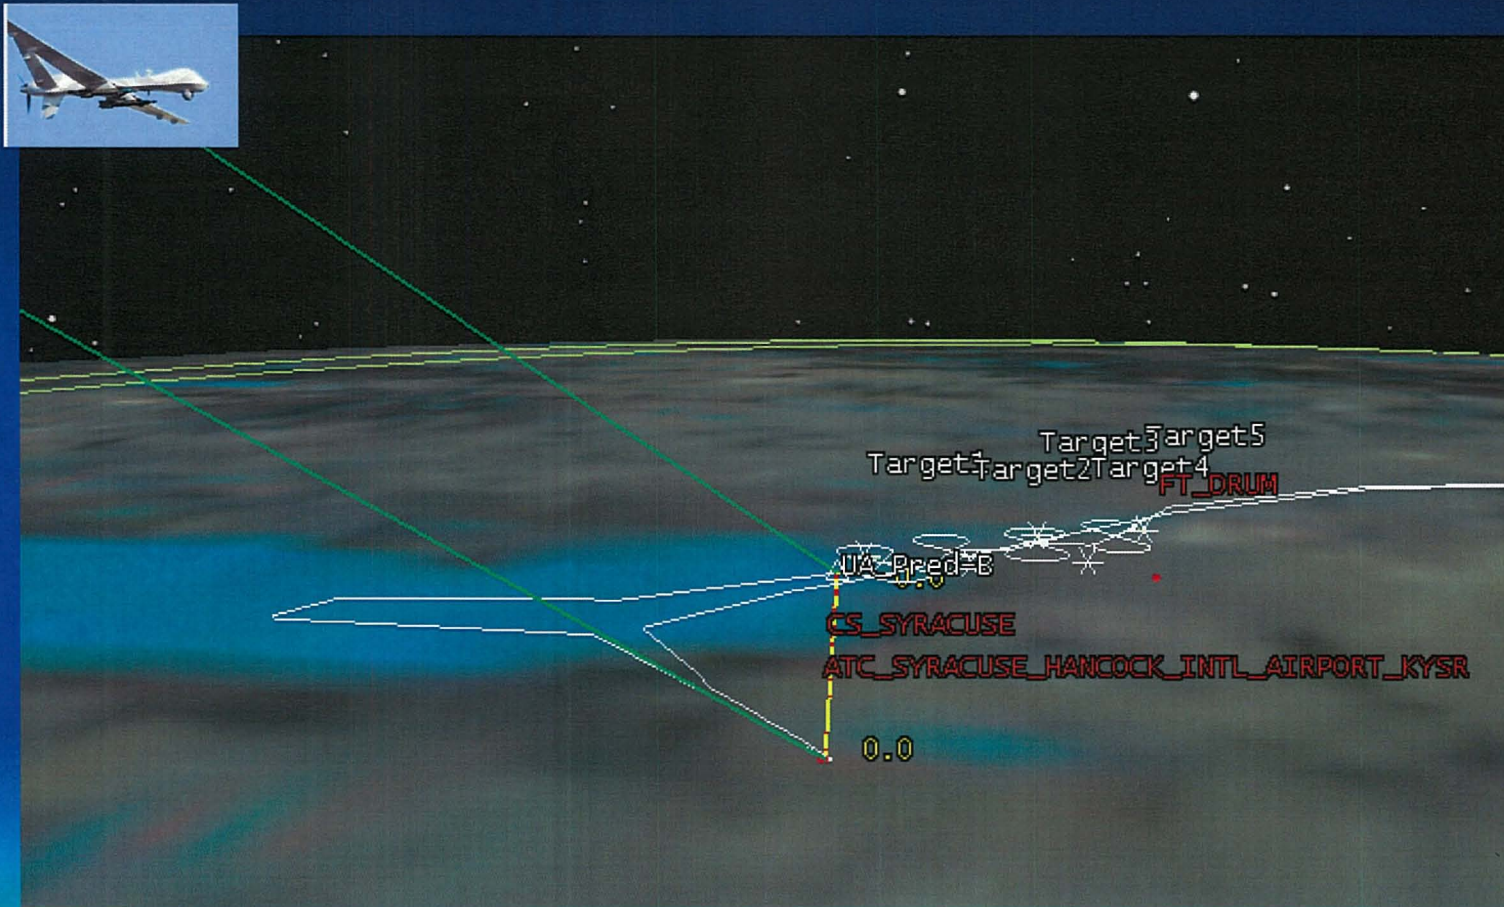 Target3 Target5
Target1 Target2 Target4
FT_DRUM
UA_Pred-B
0.0
CS_SYRACUSE
ATC_SYRACUSE_HANCOCK_INTL_AIRPORT_KYSR
0.0